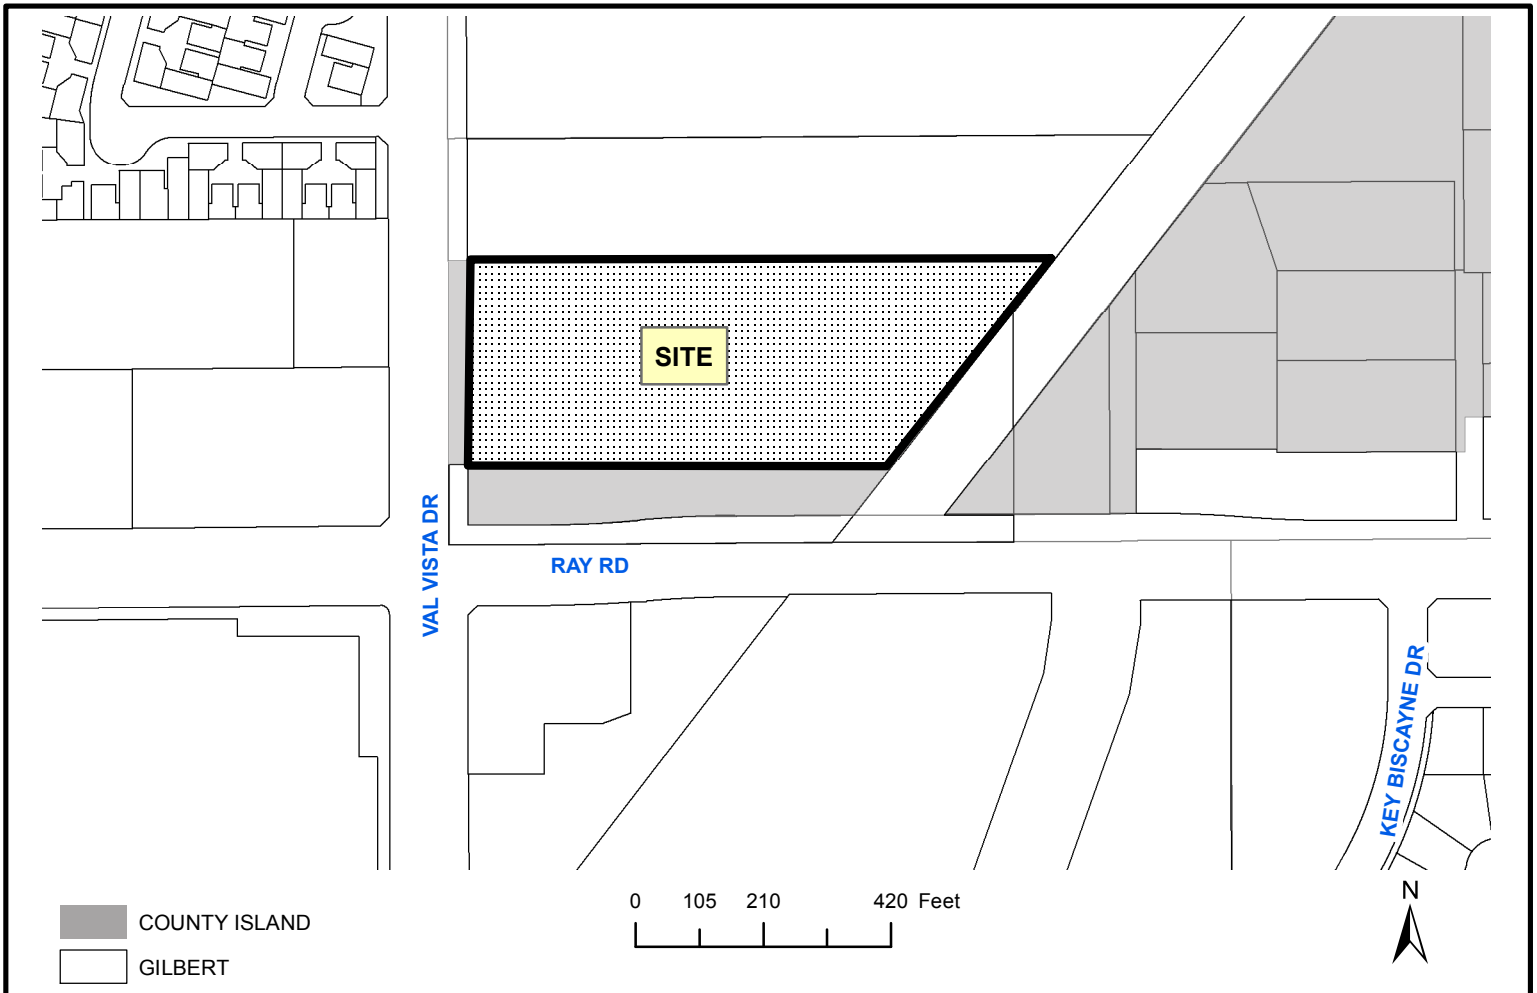 SITE
VAL VISTA DR
RAY RD
KEY BISCAYNE DR
COUNTY ISLAND
GILBERT
0 105 210 420 Feet
N